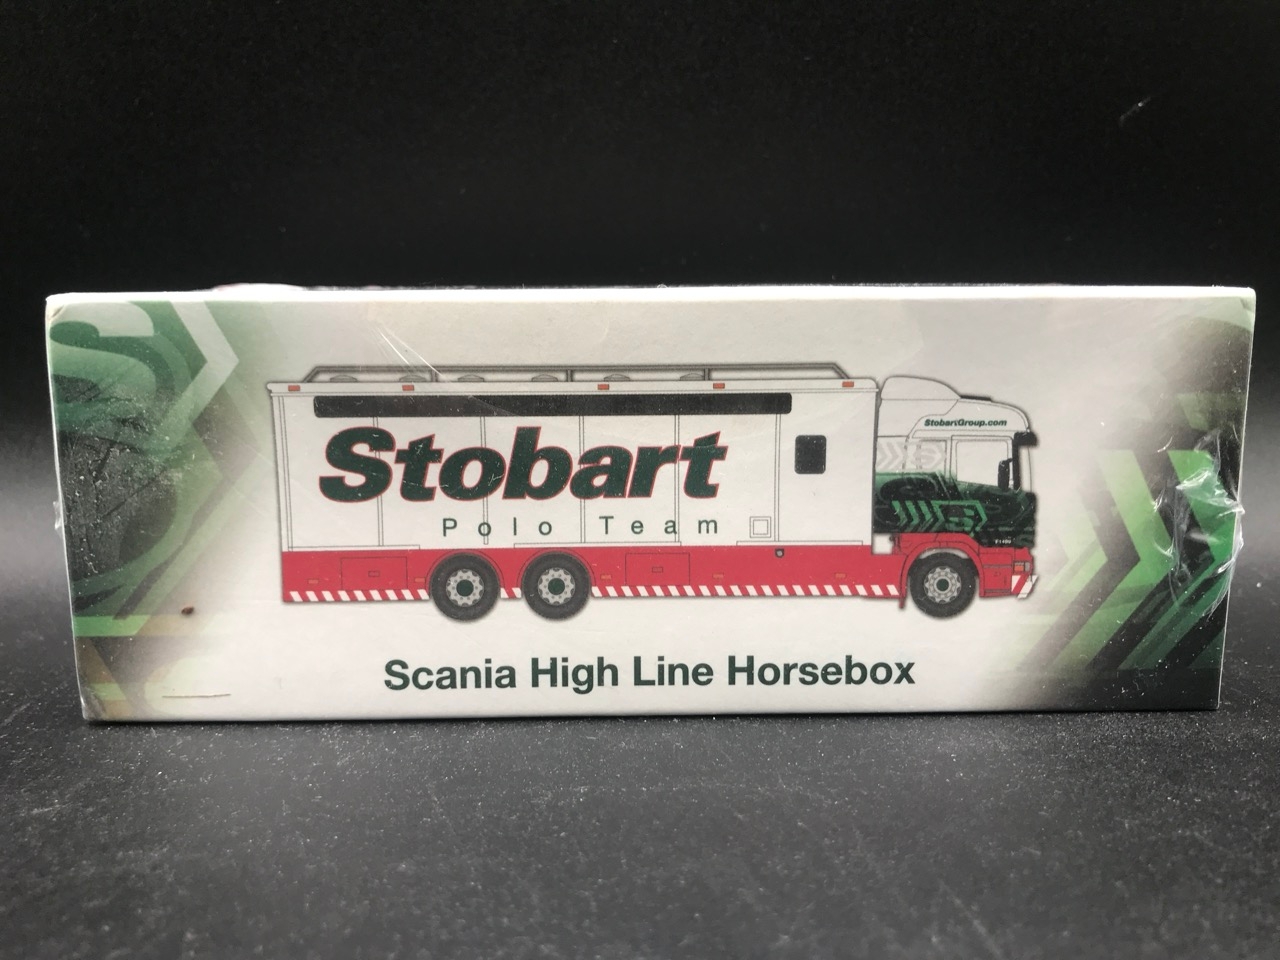 StobartGroup.com
Stobart
Polo Team
Scania High Line Horsebox